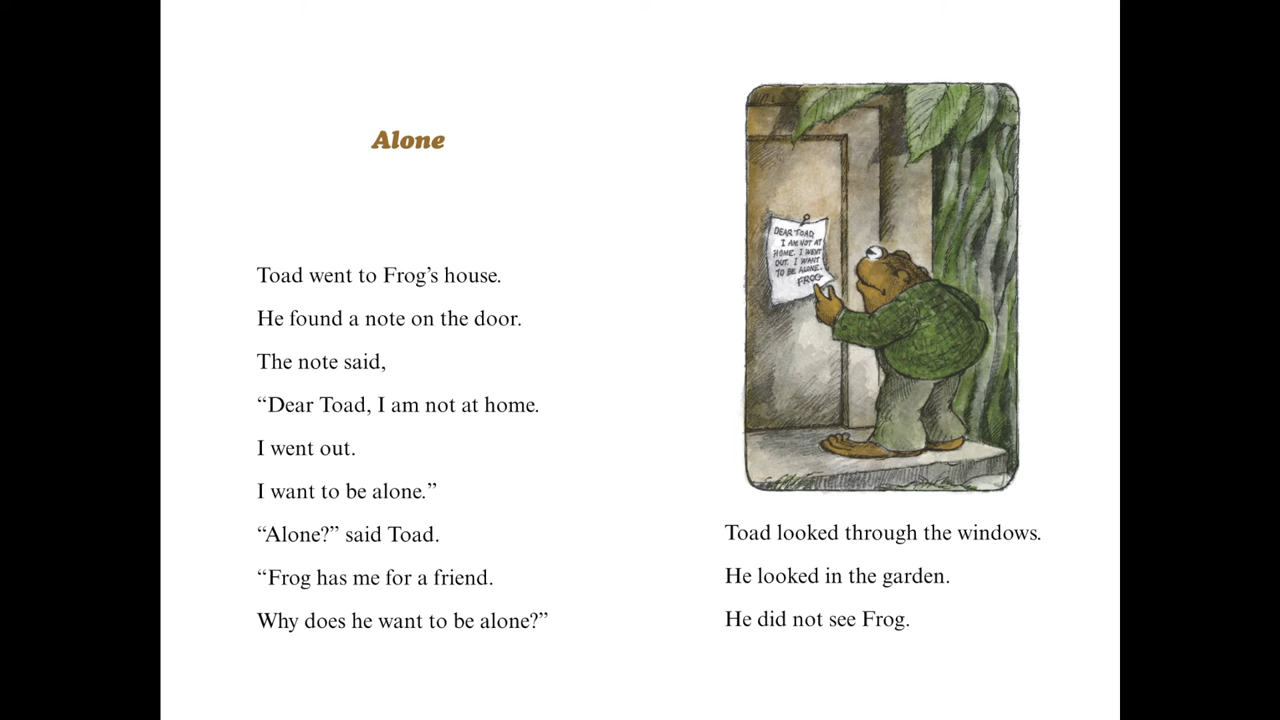 Alone
Toad went to Frog’s house.
He found a note on the door.
The note said,
“Dear Toad, I am not at home.
I went out.
I want to be alone.”
“Alone?” said Toad.
“Frog has me for a friend.
Why does he want to be alone?”
DEAR TOAD,
I AM NOT AT
HOME. I WENT
OUT. I WANT
TO BE ALONE.
FROG
Toad looked through the windows.
He looked in the garden.
He did not see Frog.